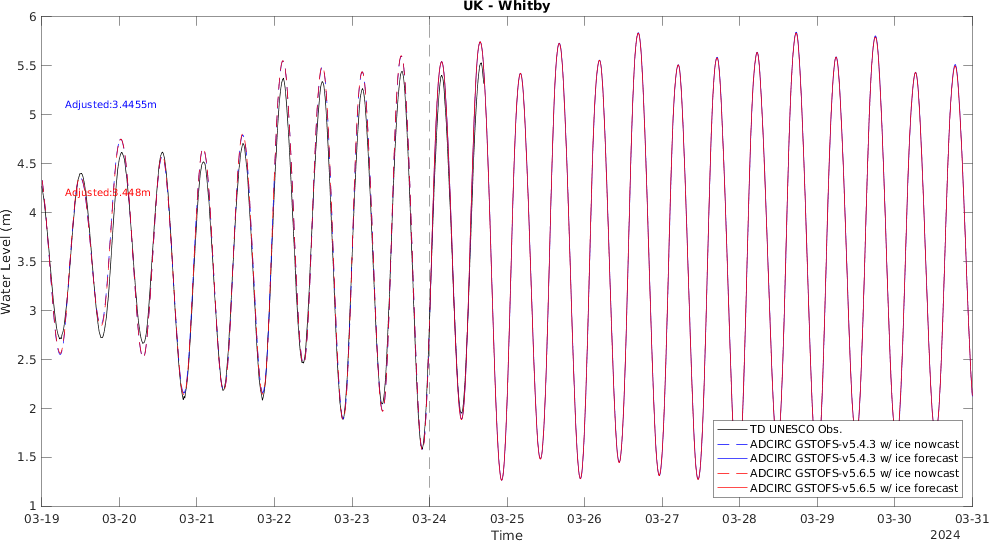 UK - Whitby
6
5.5
5
4.5
4
3.5
3
2.5
2
1.5
1
Water Level (m)
Adjusted:3.4455m
Adjusted:3.448m
TD UNESCO Obs.
ADCIRC GSTOFS-v5.4.3 w/ ice nowcast
ADCIRC GSTOFS-v5.4.3 w/ ice forecast
ADCIRC GSTOFS-v5.6.5 w/ ice nowcast
ADCIRC GSTOFS-v5.6.5 w/ ice forecast
03-19 03-20 03-21 03-22 03-23 03-24 03-25 03-26 03-27 03-28 03-29 03-30 03-31
Time
2024